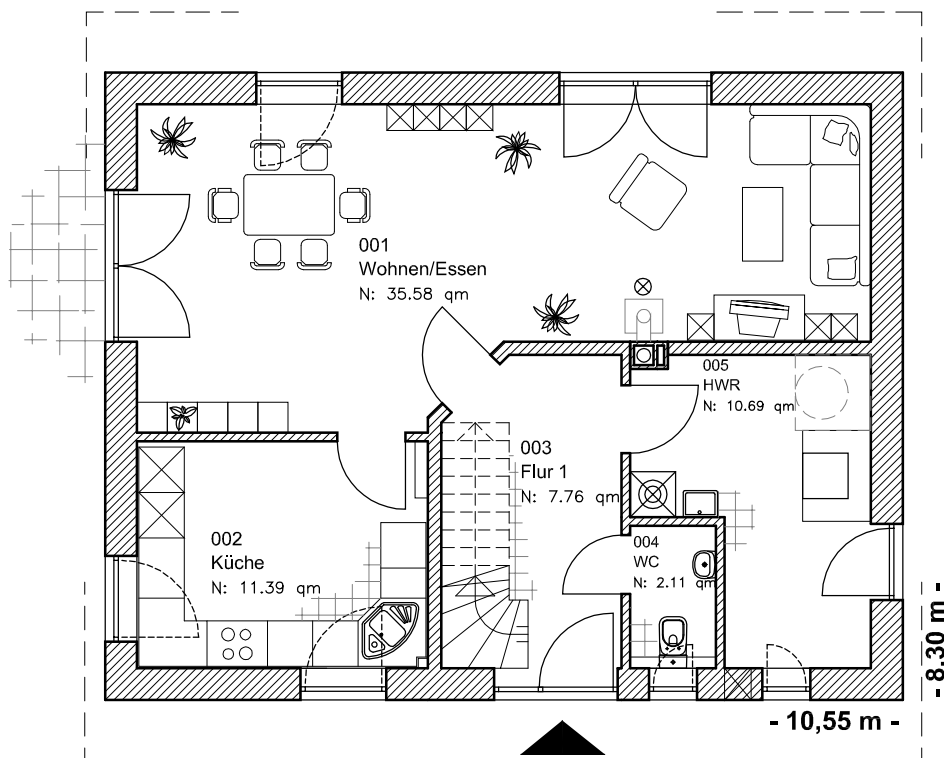 001
Wohnen/Essen
N: 35.58 qm
005
HWR
N: 10.69 qm
003
Flur 1
N: 7.76 qm
002
Küche
N: 11.39 qm
004
WC
N: 2.11 qm
- 8,30 m -
- 10,55 m -